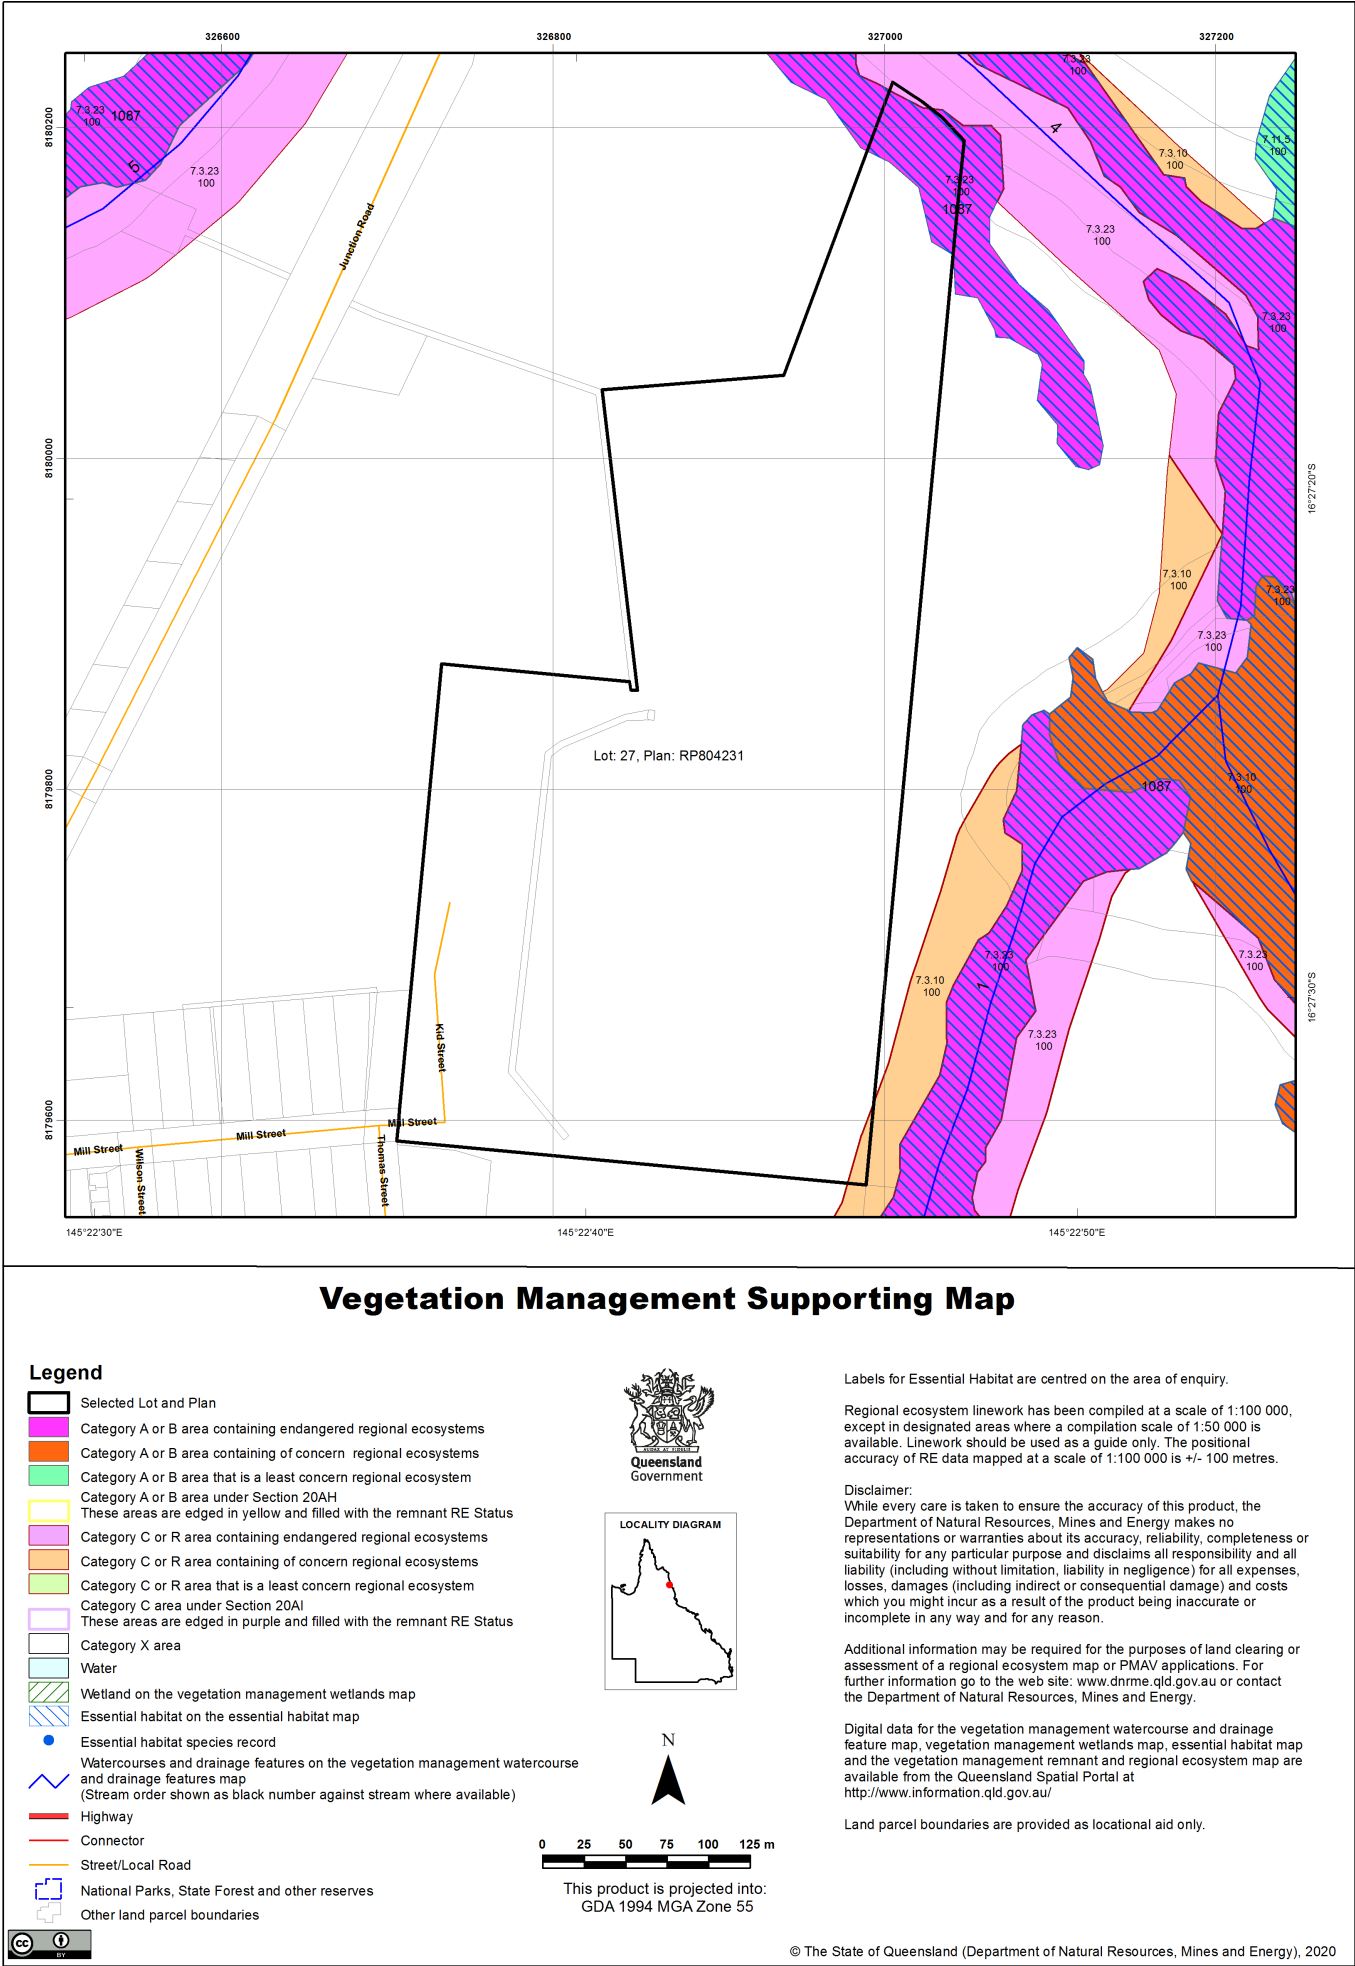 326600
326800
327000
327200
8180200
8180000
8179800
8179600
7.3.23
100
1087
5
7.3.23
100
Junction Road
7.3.23
100
4
7.3.10
100
7.11.5
100
7.3.23
100
1087
7.3.23
100
7.3.23
100
16°27'20"S
7.3.10
100
7.3.23
100
7.3.23
100
Lot: 27, Plan: RP804231
7.3.10
100
1087
7.3.23
100
1
7.3.10
100
7.3.23
100
7.3.23
100
16°27'30"S
Kid Street
Mill Street
Mill Street
Mill Street
Wilson Street
Thomas Street
145°22'30"E
145°22'40"E
145°22'50"E
Vegetation Management Supporting Map
Legend
Selected Lot and Plan
Category A or B area containing endangered regional ecosystems
Category A or B area containing of concern regional ecosystems
Category A or B area that is a least concern regional ecosystem
Category A or B area under Section 20AH
These areas are edged in yellow and filled with the remnant RE Status
Category C or R area containing endangered regional ecosystems
Category C or R area containing of concern regional ecosystems
Category C or R area that is a least concern regional ecosystem
Category C area under Section 20AI
These areas are edged in purple and filled with the remnant RE Status
Category X area
Water
Wetland on the vegetation management wetlands map
Essential habitat on the essential habitat map
Essential habitat species record
Watercourses and drainage features on the vegetation management watercourse
and drainage features map
(Stream order shown as black number against stream where available)
Highway
Connector
Street/Local Road
National Parks, State Forest and other reserves
Other land parcel boundaries
cc
BY
AUDAX AT FIDELIS
Queensland
Government
LOCALITY DIAGRAM
N
0 25 50 75 100 125 m
This product is projected into:
GDA 1994 MGA Zone 55
Labels for Essential Habitat are centred on the area of enquiry.
Regional ecosystem linework has been compiled at a scale of 1:100 000,
except in designated areas where a compilation scale of 1:50 000 is
available. Linework should be used as a guide only. The positional
accuracy of RE data mapped at a scale of 1:100 000 is +/- 100 metres.
Disclaimer:
While every care is taken to ensure the accuracy of this product, the
Department of Natural Resources, Mines and Energy makes no
representations or warranties about its accuracy, reliability, completeness or
suitability for any particular purpose and disclaims all responsibility and all
liability (including without limitation, liability in negligence) for all expenses,
losses, damages (including indirect or consequential damage) and costs
which you might incur as a result of the product being inaccurate or
incomplete in any way and for any reason.
Additional information may be required for the purposes of land clearing or
assessment of a regional ecosystem map or PMAV applications. For
further information go to the web site: www.dnrme.qld.gov.au or contact
the Department of Natural Resources, Mines and Energy.
Digital data for the vegetation management watercourse and drainage
feature map, vegetation management wetlands map, essential habitat map
and the vegetation management remnant and regional ecosystem map are
available from the Queensland Spatial Portal at
http://www.information.qld.gov.au/
Land parcel boundaries are provided as locational aid only.
© The State of Queensland (Department of Natural Resources, Mines and Energy), 2020